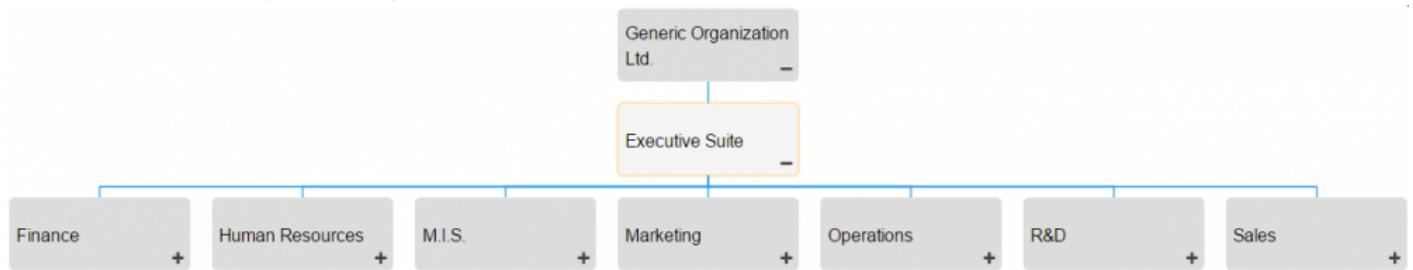 Generic Organization
Ltd.
Executive Suite
Finance
Human Resources
M.I.S.
Marketing
Operations
R&D
Sales